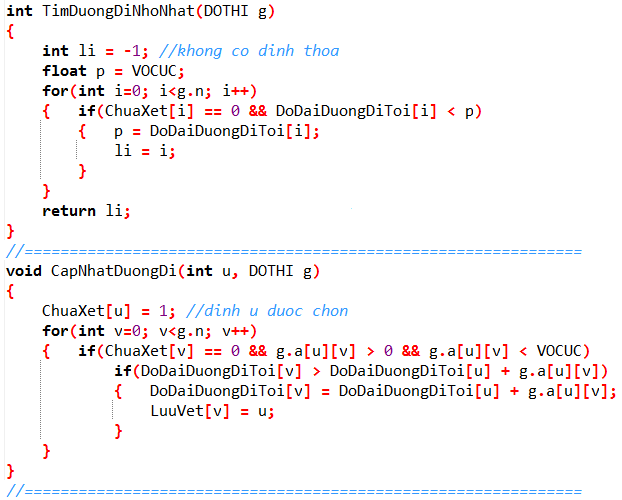 int TimDuongDiNhoNhat(DOTHI g)
{
    int li = -1; //khong co dinh thoa
    float p = VOCUC;
    for(int i=0; i<g.n; i++)
    {   if(ChuaXet[i] == 0 && DoDaiDuongDiToi[i] < p)
        {   p = DoDaiDuongDiToi[i];
            li = i;
        }
    }
    return li;
}
//==============================================================
void CapNhatDuongDi(int u, DOTHI g)
{
    ChuaXet[u] = 1; //dinh u duoc chon
    for(int v=0; v<g.n; v++)
    {   if(ChuaXet[v] == 0 && g.a[u][v] > 0 && g.a[u][v] < VOCUC)
            if(DoDaiDuongDiToi[v] > DoDaiDuongDiToi[u] + g.a[u][v])
            {   DoDaiDuongDiToi[v] = DoDaiDuongDiToi[u] + g.a[u][v];
                LuuVet[v] = u;
            }
    }
}
//==============================================================